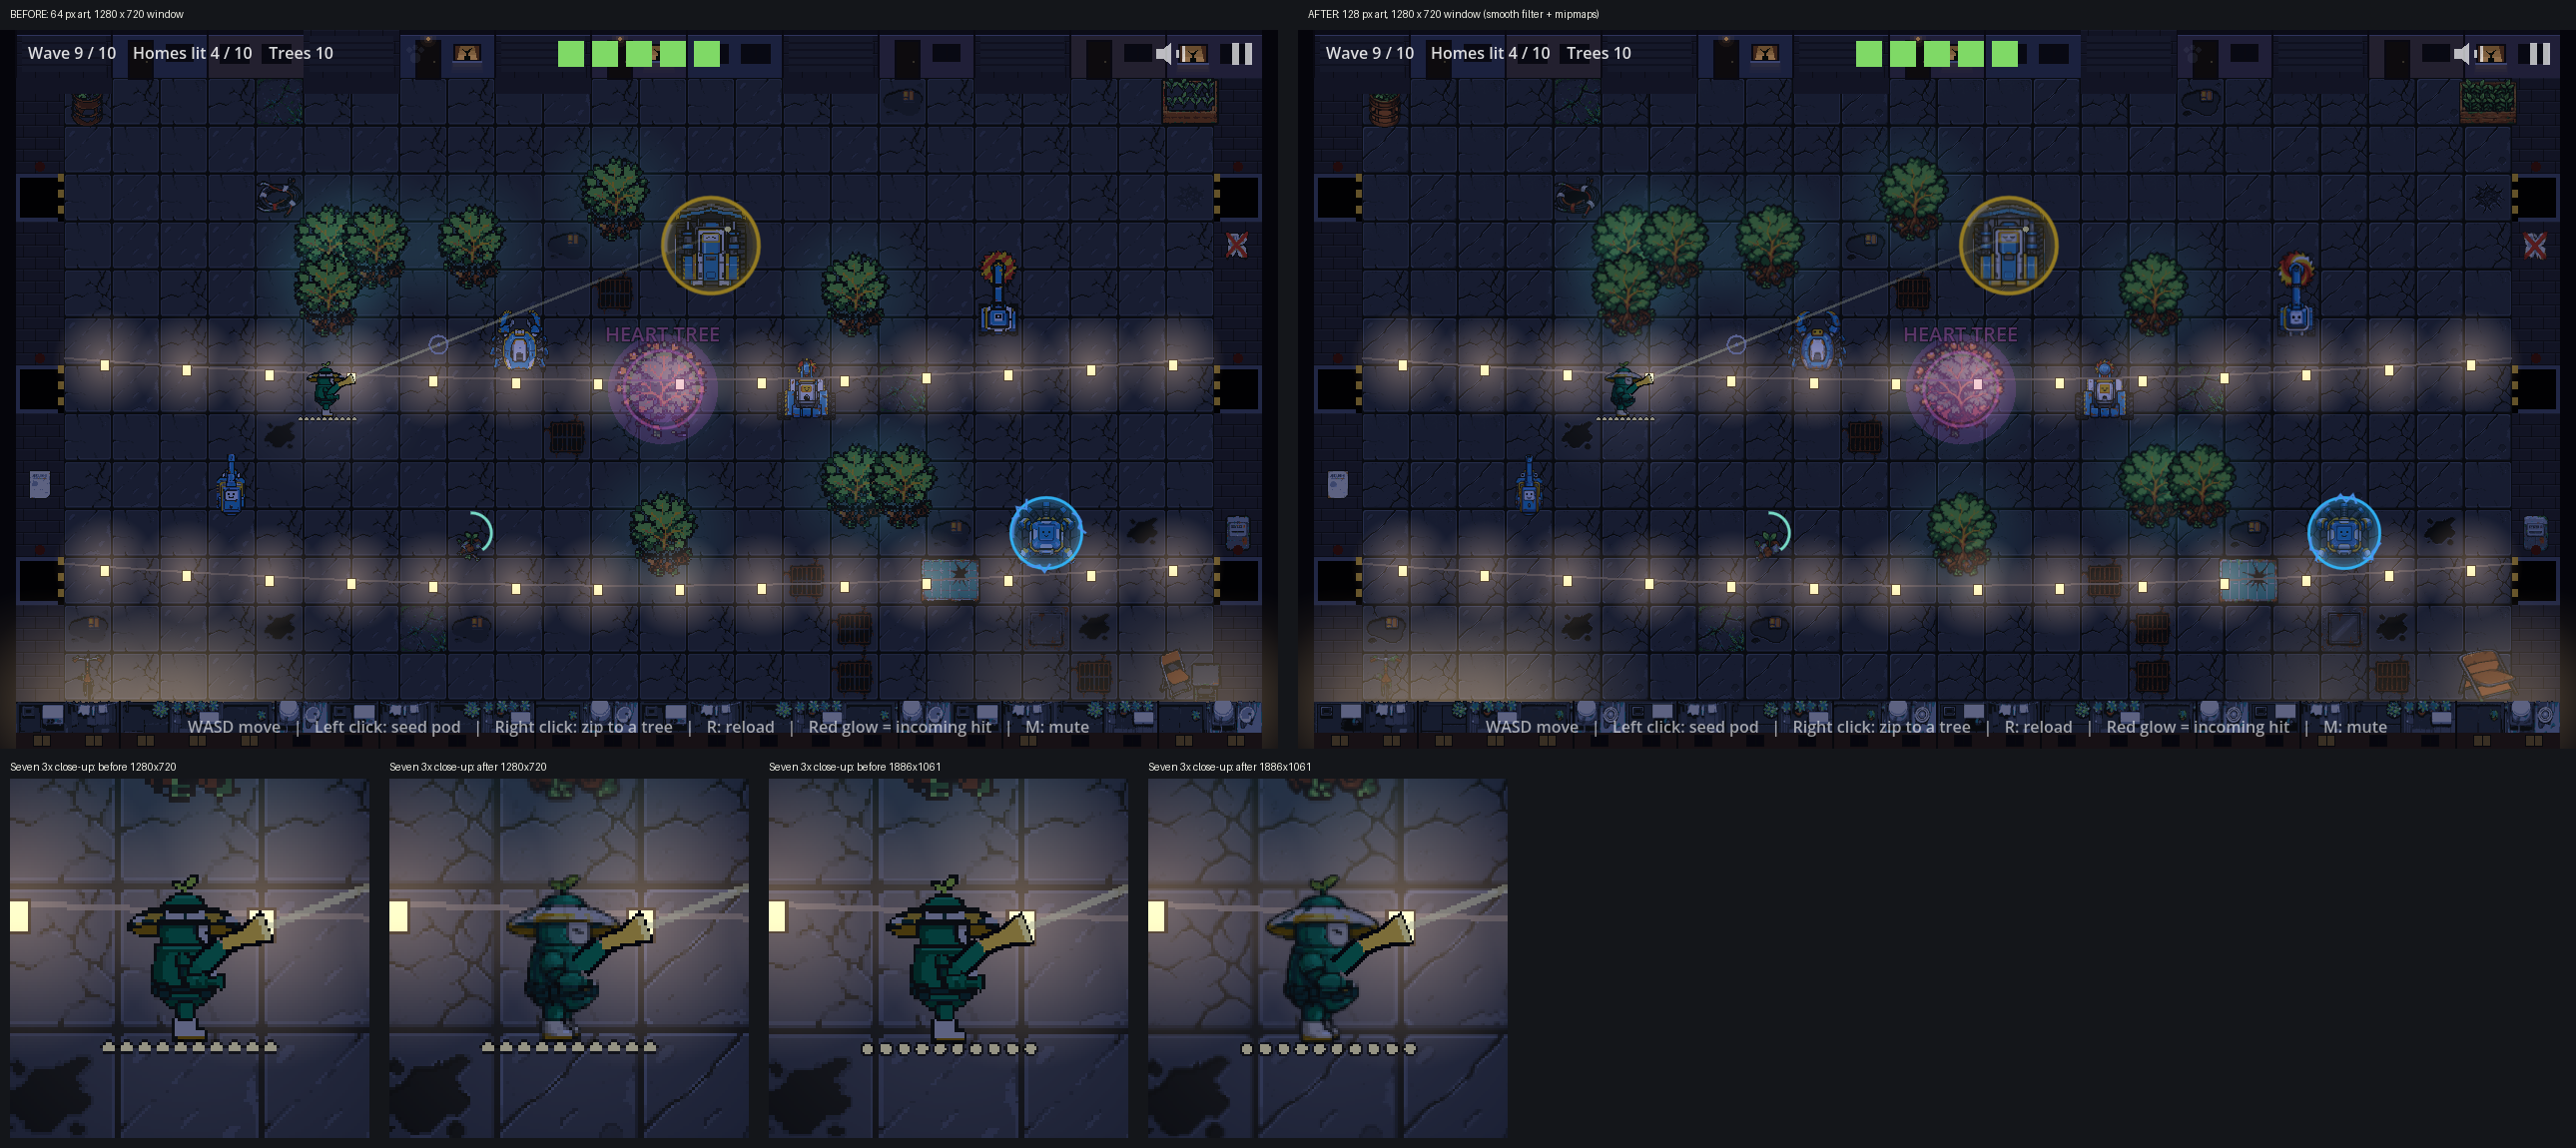 BEFORE: 64 px art, 1280 x 720 window
AFTER: 128 px art, 1280 x 720 window (smooth filter + mipmaps)
Wave 9 / 10 Homes lit 4 / 10 Trees 10
Wave 9 / 10 Homes lit 4 / 10 Trees 10
HEART TREE
HEART TREE
WASD move | Left click: seed pod | Right click: zip to a tree | R: reload | Red glow = incoming hit | M: mute
WASD move | Left click: seed pod | Right click: zip to a tree | R: reload | Red glow = incoming hit | M: mute
Seven 3x close-up: before 1280x720
Seven 3x close-up: after 1280x720
Seven 3x close-up: before 1886x1061
Seven 3x close-up: after 1886x1061